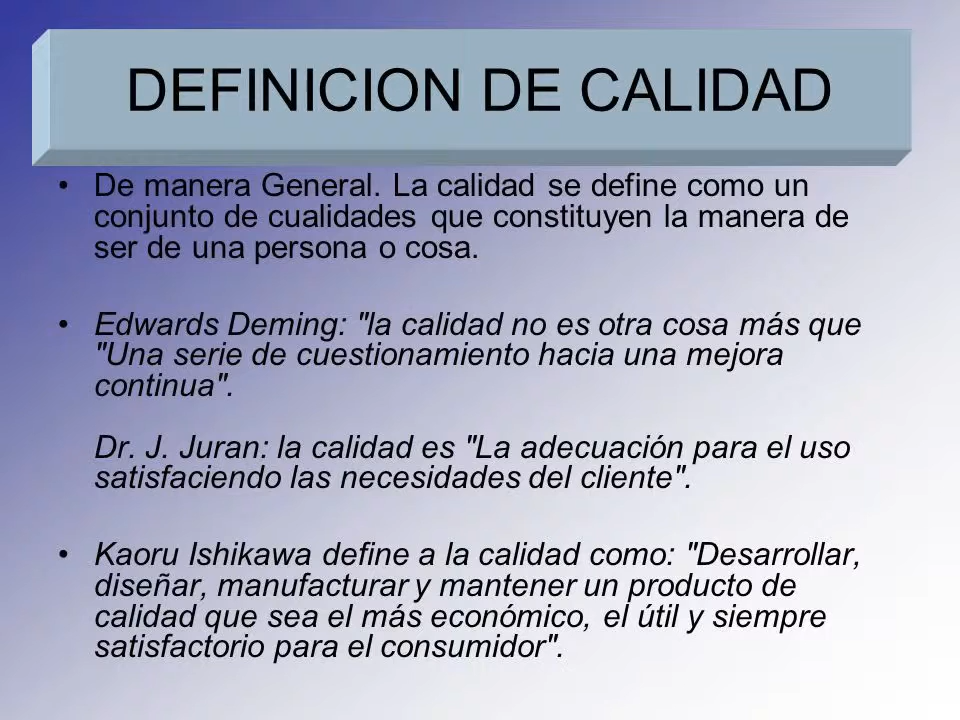 DEFINICION DE CALIDAD
• De manera General. La calidad se define como un
conjunto de cualidades que constituyen la manera de
ser de una persona o cosa.
• Edwards Deming: "la calidad no es otra cosa más que
"Una serie de cuestionamiento hacia una mejora
continua".
Dr. J. Juran: la calidad es "La adecuación para el uso
satisfaciendo las necesidades del cliente".
• Kaoru Ishikawa define a la calidad como: "Desarrollar,
diseñar, manufacturar y mantener un producto de
calidad que sea el más económico, el útil y siempre
satisfactorio para el consumidor".